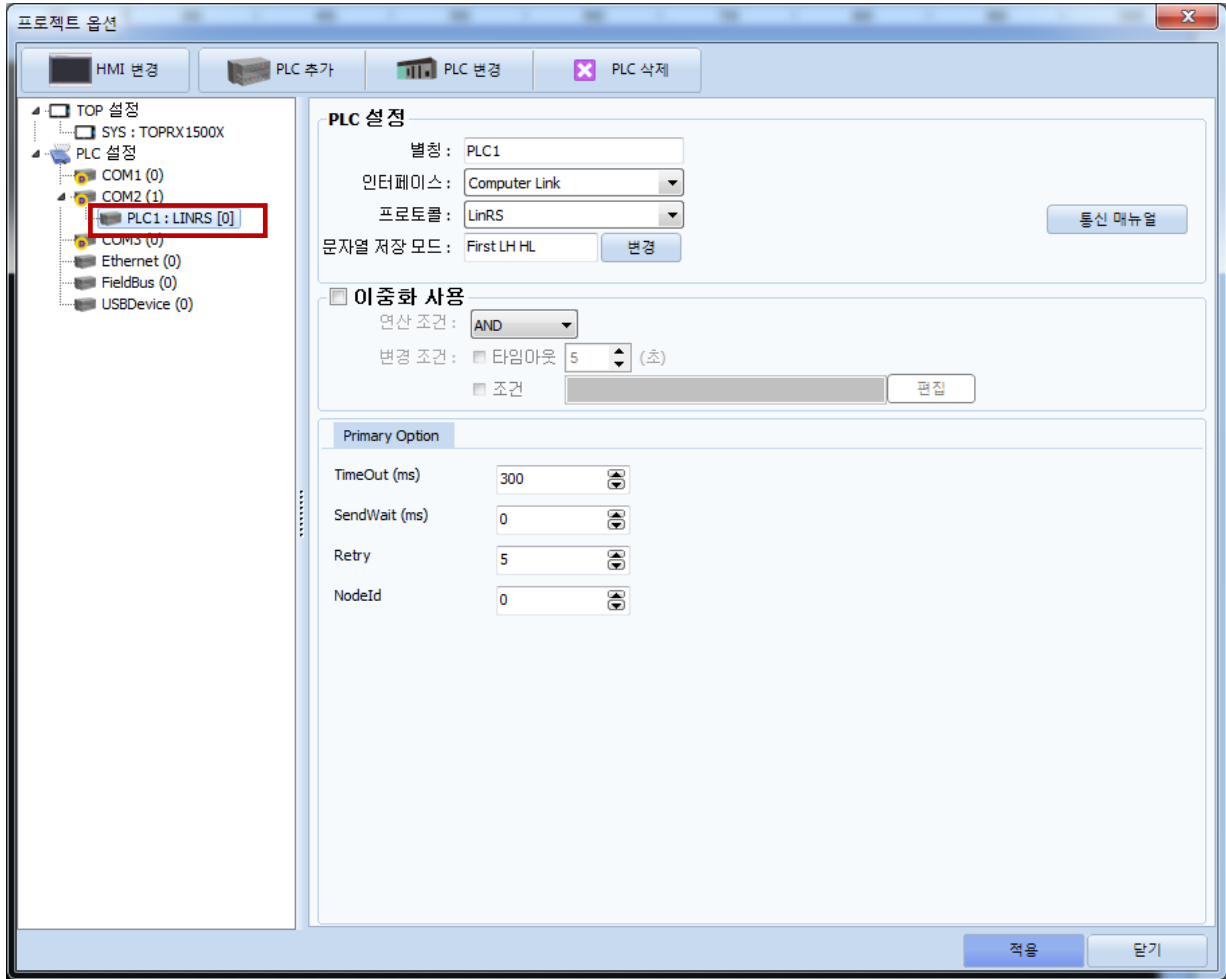 프로젝트 옵션
HMI 변경
PLC 추가
PLC 변경
PLC 삭제
TOP 설정
SYS : TOPRX1500X
PLC 설정
COM1 (0)
COM2 (1)
PLC1 : LINRS [0]
COM3 (0)
Ethernet (0)
FieldBus (0)
USBDevice (0)
PLC 설정
별칭 : PLC1
인터페이스 : Computer Link
프로토콜 : LinRS
통신 매뉴얼
문자열 저장 모드 : First LH HL 변경
이중화 사용
연산 조건 : AND
변경 조건 : 타임아웃 5 (초)
조건 편집
Primary Option
TimeOut (ms) 300
SendWait (ms) 0
Retry 5
NodeId 0
적용 닫기